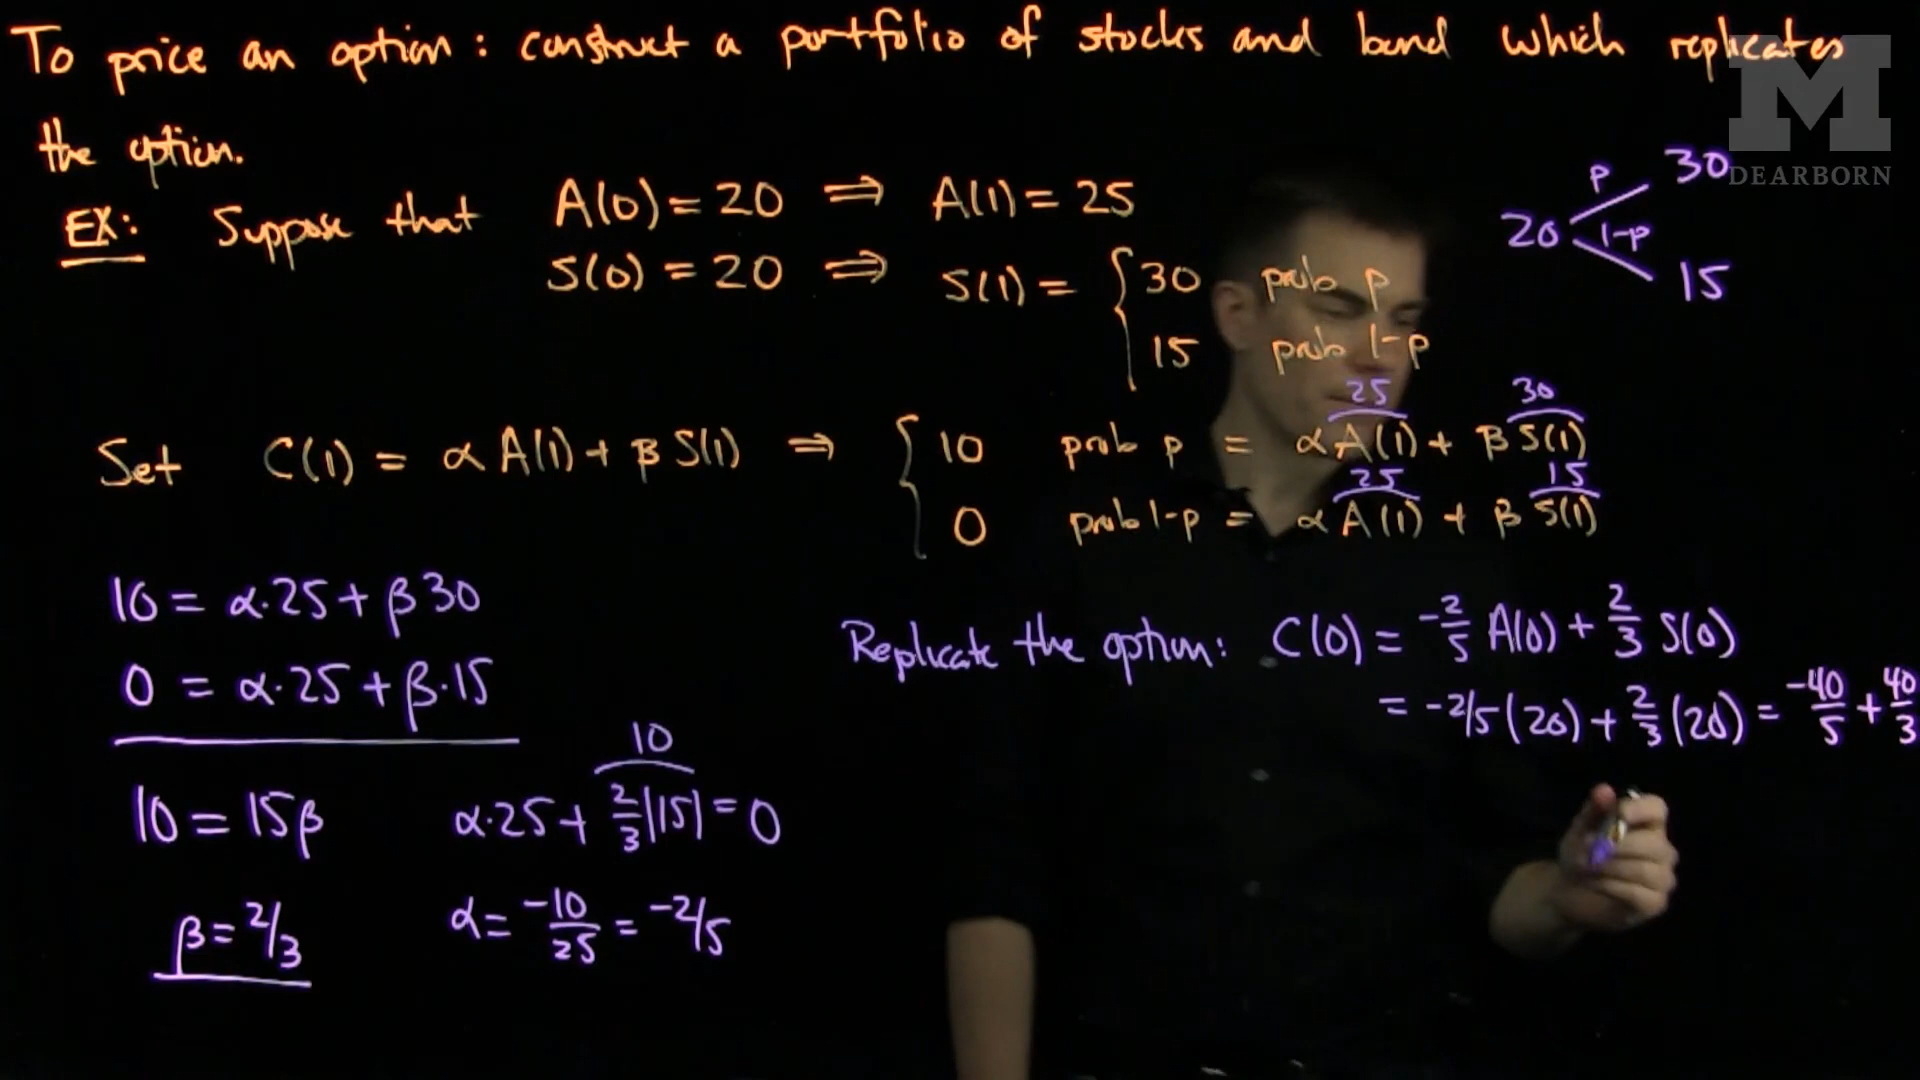 To price an option : construct a portfolio of stocks and bond which replicates
the option.
M
DEARBORN
EX: Suppose that A(0) = 20 ⇒ A(1) = 25
S(0) = 20 ⇒ S(1) = { 30 prob p
15 prob 1-p
p 30
20 1-p
15
25 30
Set C(1) = α A(1) + β S(1) ⇒ { 10 prob p = α A(1) + β S(1)
25 15
0 prob 1-p = α A(1) + β S(1)
10 = α·25 + β 30
0 = α·25 + β·15
10 = 15β
β = 2/3
10
α·25 + 2/3 (15) = 0
α = -10/25 = -2/5
Replicate the option: C(0) = -2/5 A(0) + 2/3 S(0)
= -2/5 (20) + 2/3 (20) = -40/5 + 40/3